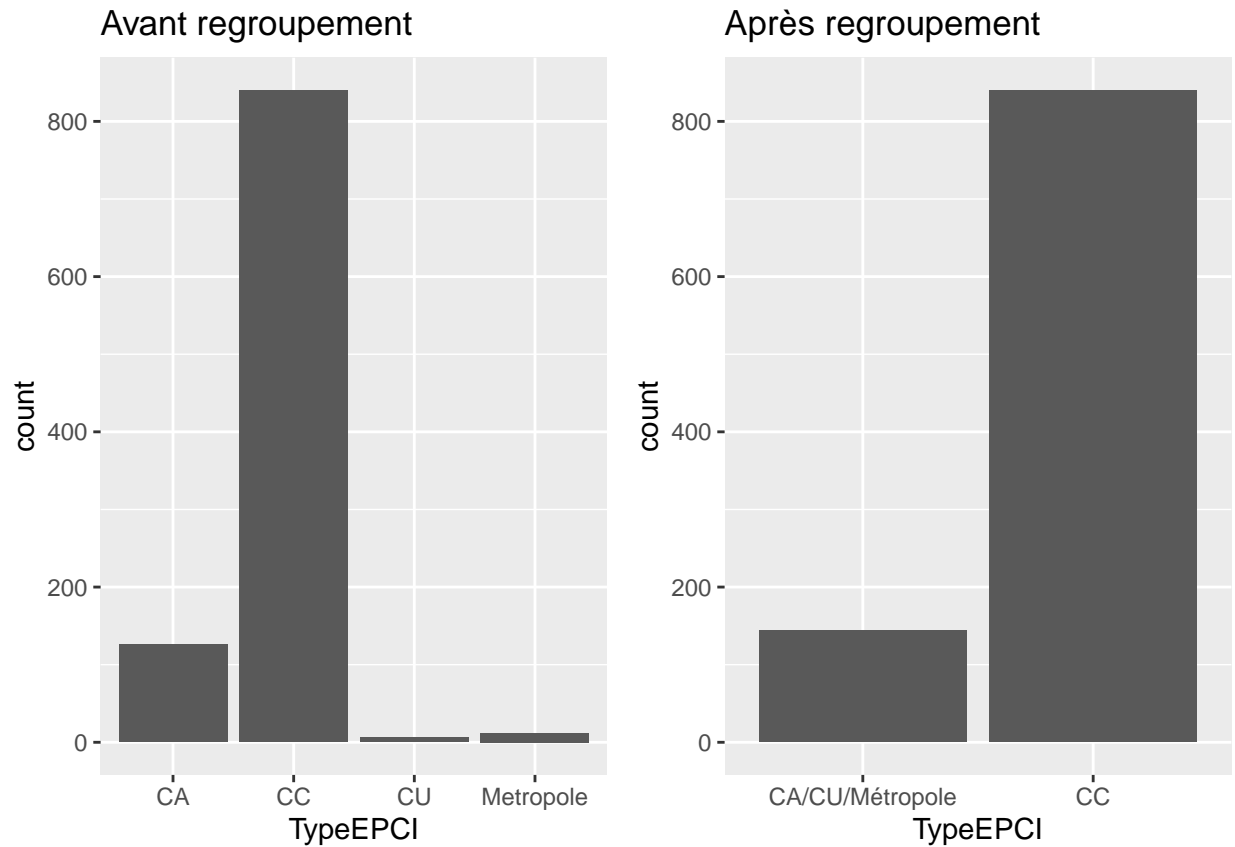 Avant regroupement
800
600
400
200
0
count
CA CC CU Metropole
TypeEPCI
Après regroupement
800
600
400
200
0
count
CA/CU/Métropole CC
TypeEPCI